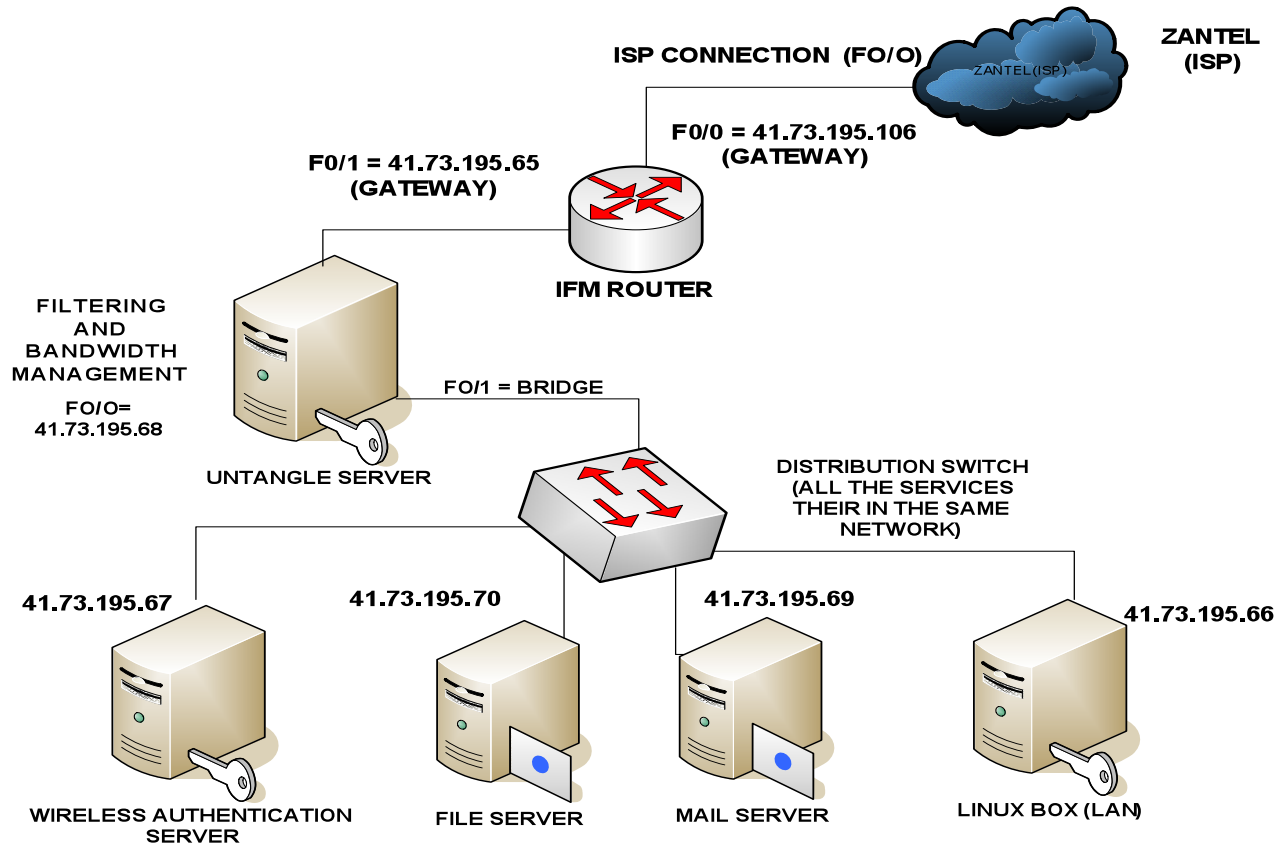 ZANTEL
(ISP)
ISP CONNECTION (FO/O)
ZANTEL(ISP)
F0/0 = 41.73.195.106
(GATEWAY)
F0/1 = 41.73.195.65
(GATEWAY)
IFM ROUTER
FILTERING
AND
BANDWIDTH
MANAGEMENT
FO/O=
41.73.195.68
FO/1 = BRIDGE
UNTANGLE SERVER
DISTRIBUTION SWITCH
(ALL THE SERVICES
THEIR IN THE SAME
NETWORK)
41.73.195.67
41.73.195.70
41.73.195.69
41.73.195.66
WIRELESS AUTHENTICATION
SERVER
FILE SERVER
MAIL SERVER
LINUX BOX (LAN)